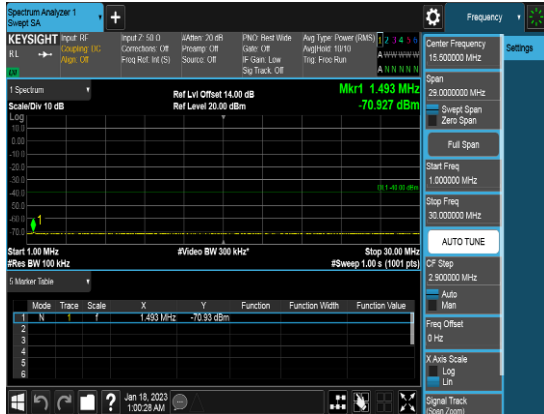 Spectrum Analyzer 1
Swept SA
Frequency
KEYSIGHT
RL
Input: RF
Coupling: DC
Align: Off
Input Z: 50 Ω
Corrections: Off
Freq Ref: Int (S)
#Atten: 20 dB
Preamp: Off
Source: Off
PNO: Best Wide
Gate: Off
IF Gain: Low
Sig Track: Off
Avg Type: Power (RMS)
Avg|Hold: 10/10
Trig: Free Run
1 2 3 4 5 6
A W W W W W
A N N N N N
1 Spectrum
Scale/Div 10 dB
Log
Ref Lvl Offset 14.00 dB
Ref Level 20.00 dBm
Mkr1 1.493 MHz
-70.927 dBm
10.0
0.00
-10.0
-20.0
-30.0
-40.0
-50.0
-60.0
-70.0
1
DL1 -40.00 dBm
Start 1.00 MHz
#Res BW 100 kHz
#Video BW 300 kHz*
Stop 30.00 MHz
#Sweep 1.00 s (1001 pts)
5 Marker Table
Mode Trace Scale X Y Function Function Width Function Value
1 N 1 f 1.493 MHz -70.93 dBm
2
3
4
5
6
Jan 18, 2023
1:00:28 AM
Center Frequency
15.500000 MHz
Span
29.0000000 MHz
Swept Span
Zero Span
Full Span
Start Freq
1.000000 MHz
Stop Freq
30.000000 MHz
AUTO TUNE
CF Step
2.900000 MHz
Auto
Man
Freq Offset
0 Hz
X Axis Scale
Log
Lin
Signal Track
(Span Zoom)
Settings